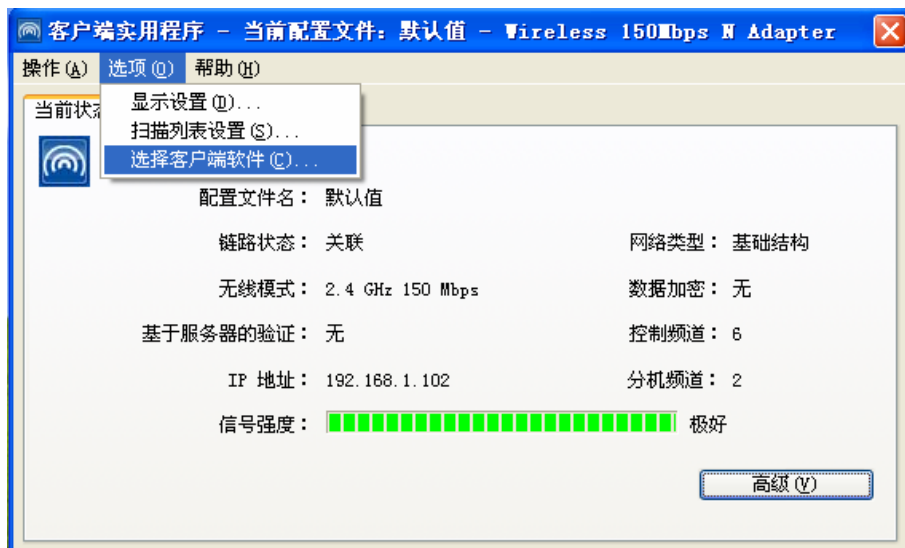 客户端实用程序 - 当前配置文件: 默认值 - Wireless 150Mbps N Adapter
操作(A) 选项(O) 帮助(H)
显示设置(D)...
扫描列表设置(S)...
选择客户端软件(C)...
当前状态
配置文件名: 默认值
链路状态: 关联 网络类型: 基础结构
无线模式: 2.4 GHz 150 Mbps 数据加密: 无
基于服务器的验证: 无 控制频道: 6
IP 地址: 192.168.1.102 分机频道: 2
信号强度: 极好
高级(V)